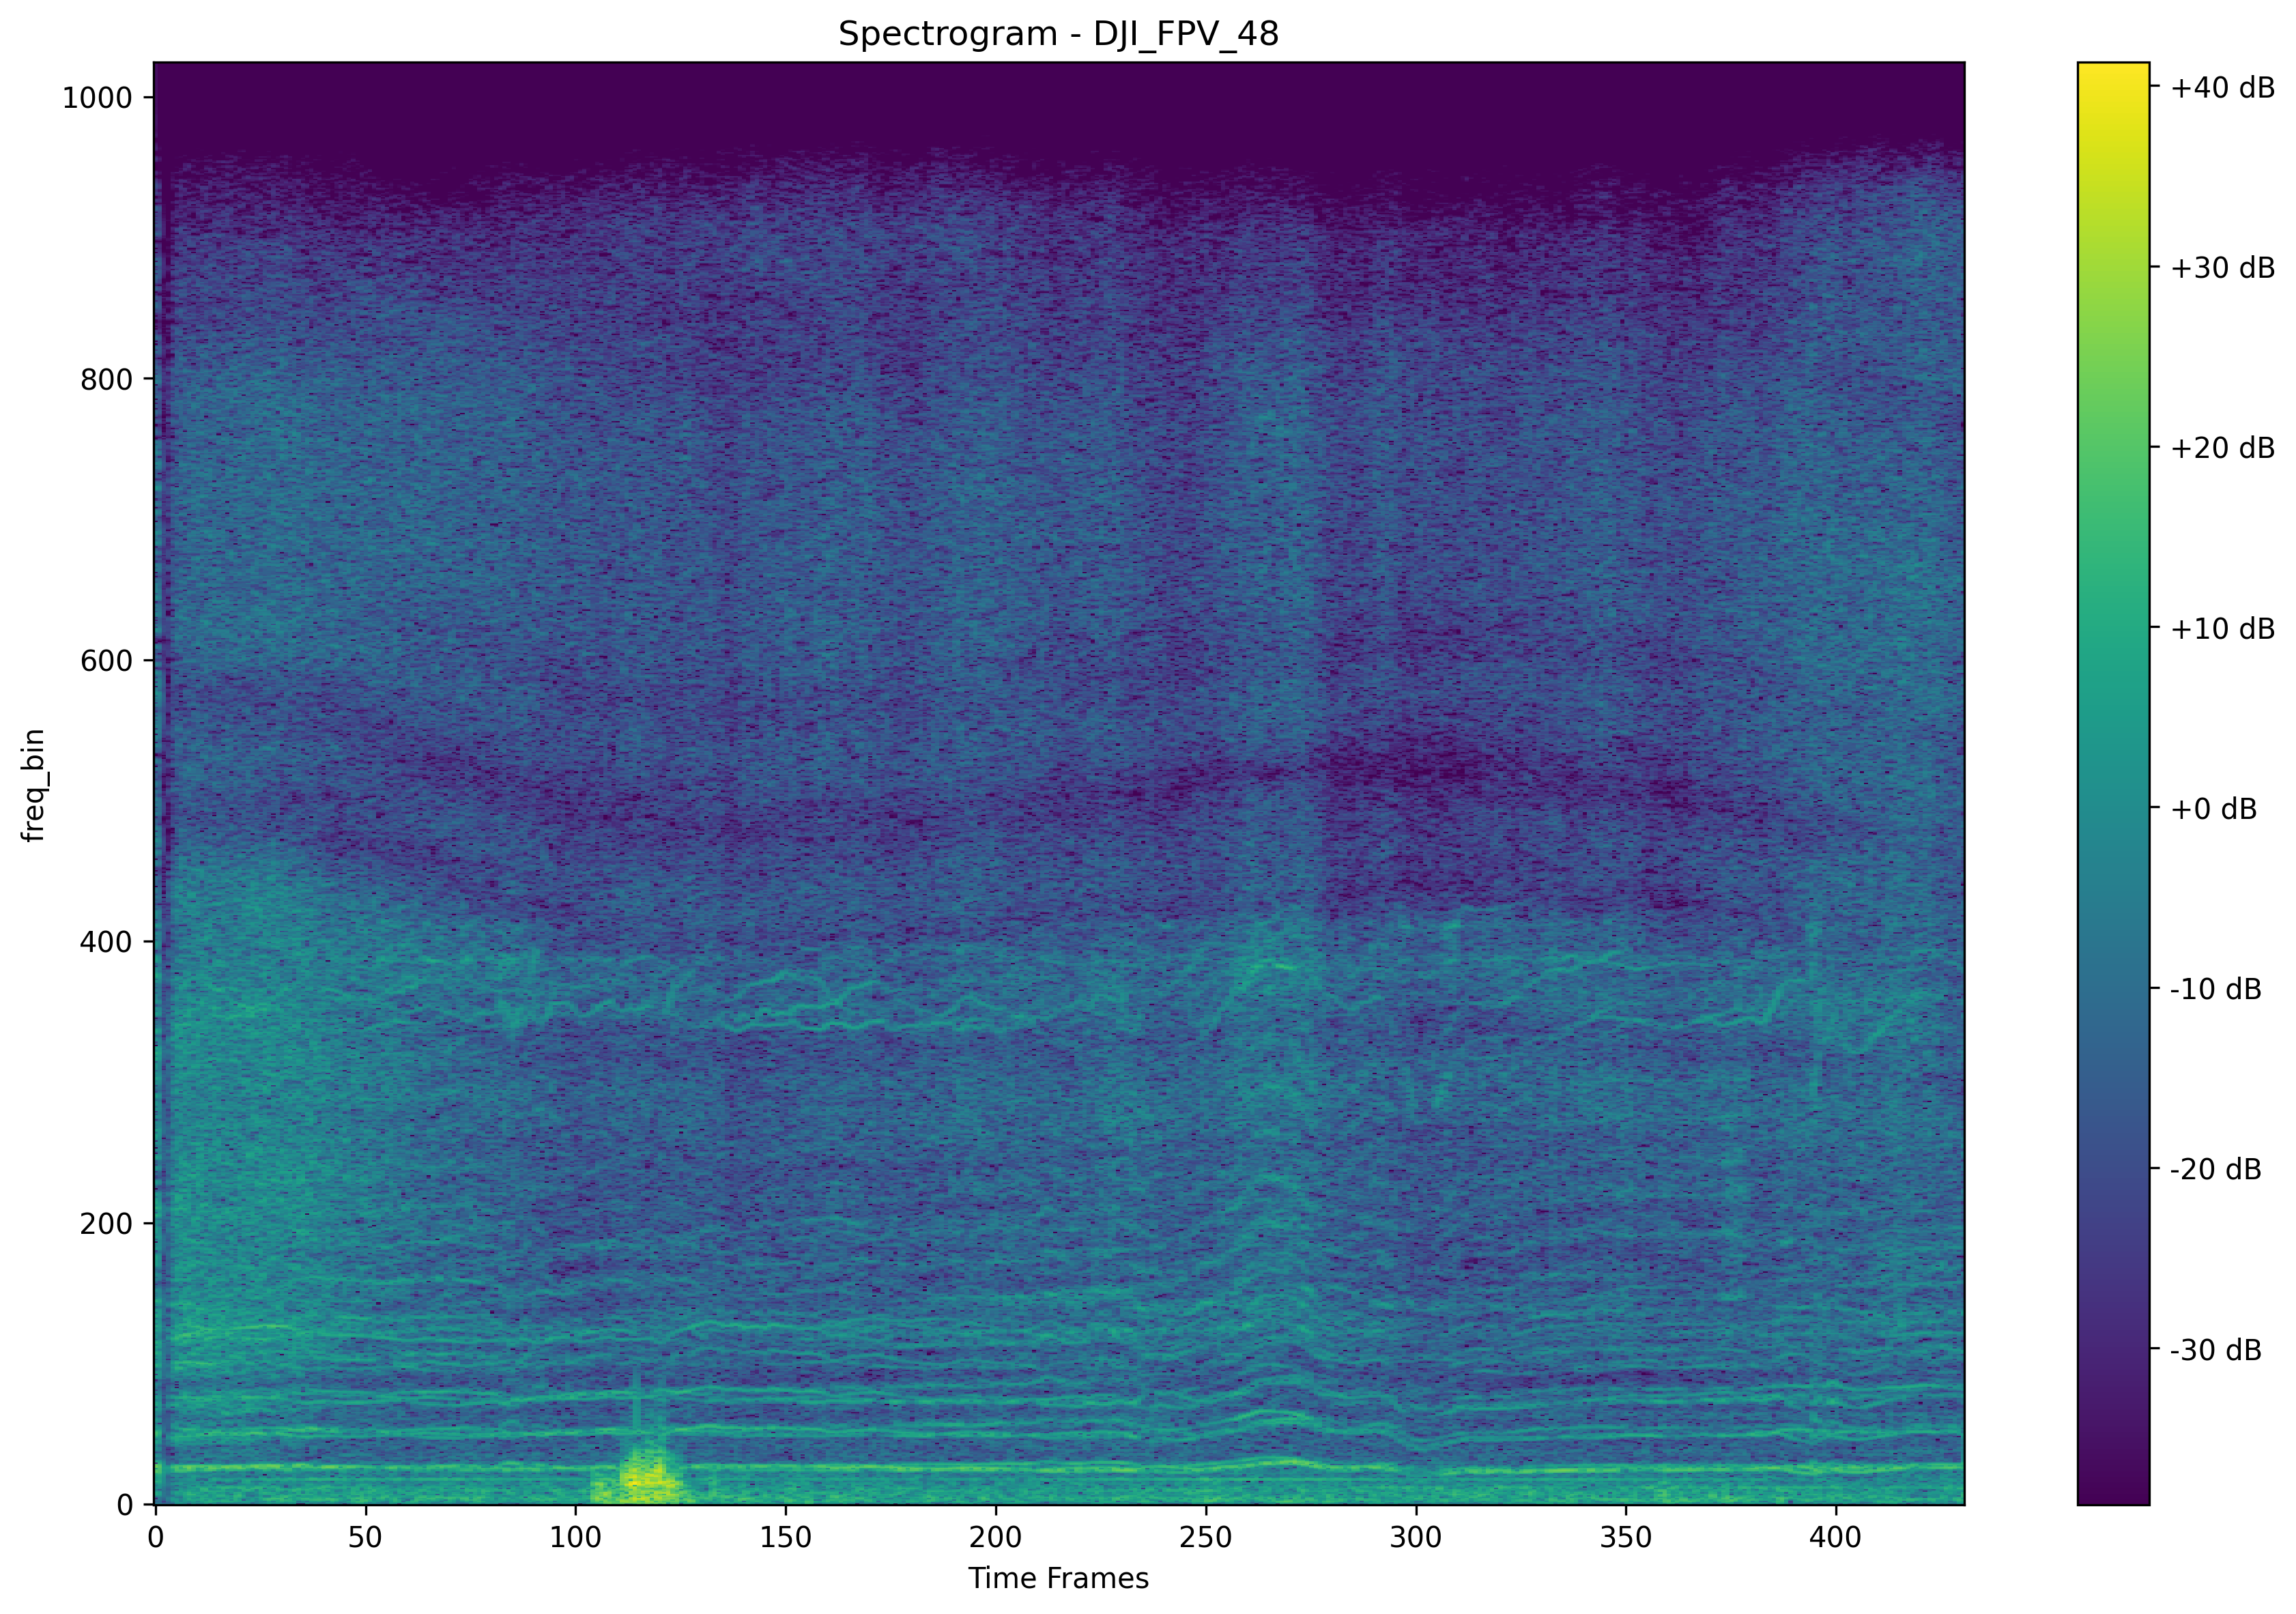 Spectrogram - DJI_FPV_48
freq_bin
1000
800
600
400
200
0
0 50 100 150 200 250 300 350 400
Time Frames
+40 dB
+30 dB
+20 dB
+10 dB
+0 dB
-10 dB
-20 dB
-30 dB